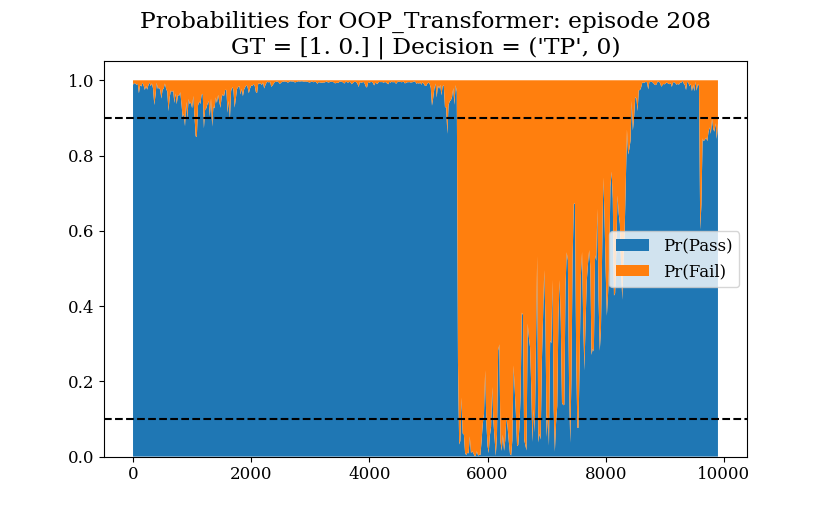 Probabilities for OOP_Transformer: episode 208
GT = [1. 0.] | Decision = ('TP', 0)
1.0
0.8
0.6
0.4
0.2
0.0
Pr(Pass)
Pr(Fail)
0 2000 4000 6000 8000 10000